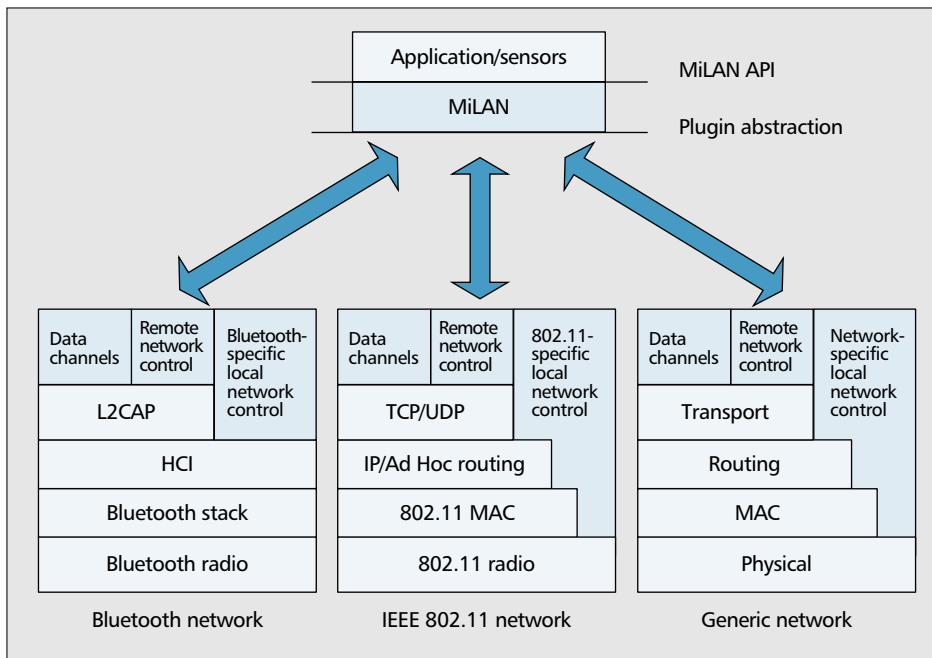 Application/sensors
MiLAN API
MiLAN
Plugin abstraction
Data
channels
Remote
network
control
Bluetooth-
specific
local
network
control
L2CAP
HCI
Bluetooth stack
Bluetooth radio
Bluetooth network
Data
channels
Remote
network
control
802.11-
specific
local
network
control
TCP/UDP
IP/Ad Hoc routing
802.11 MAC
802.11 radio
IEEE 802.11 network
Data
channels
Remote
network
control
Network-
specific
local
network
control
Transport
Routing
MAC
Physical
Generic network